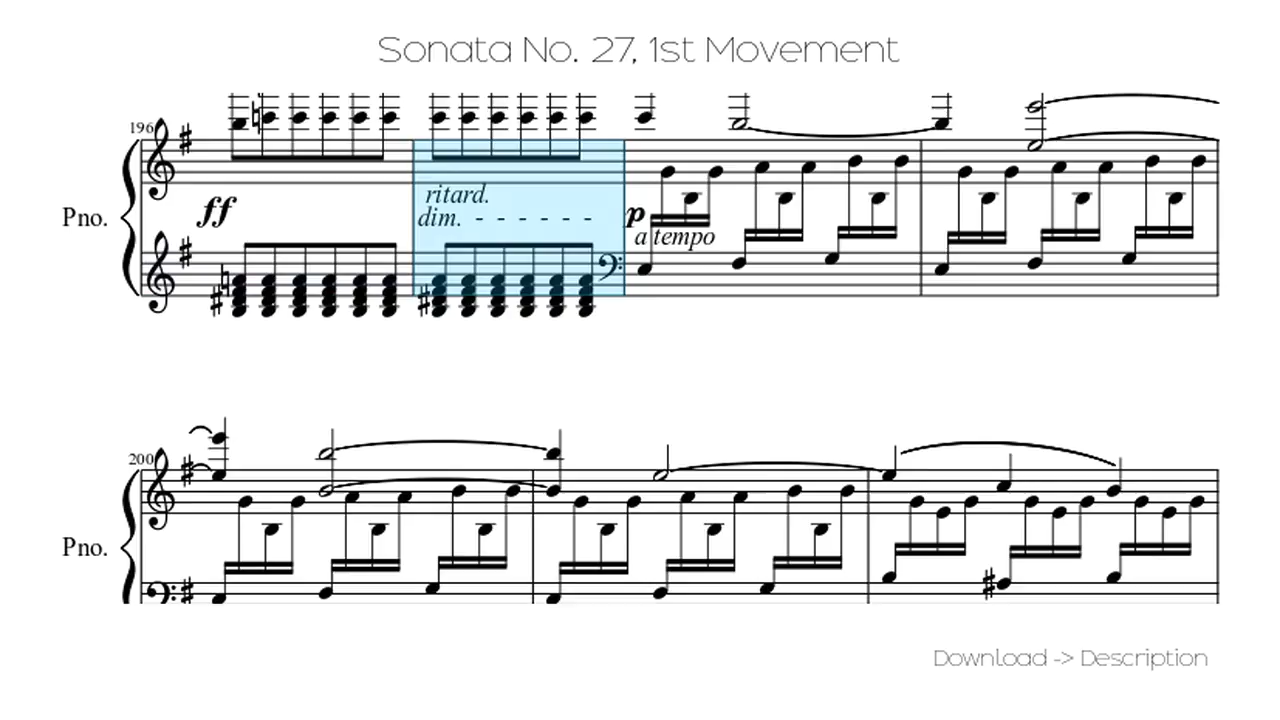 Sonata No. 27, 1st Movement
196
ritard.
Pno. ff dim. p
a tempo
200
Pno.
Download -> Description